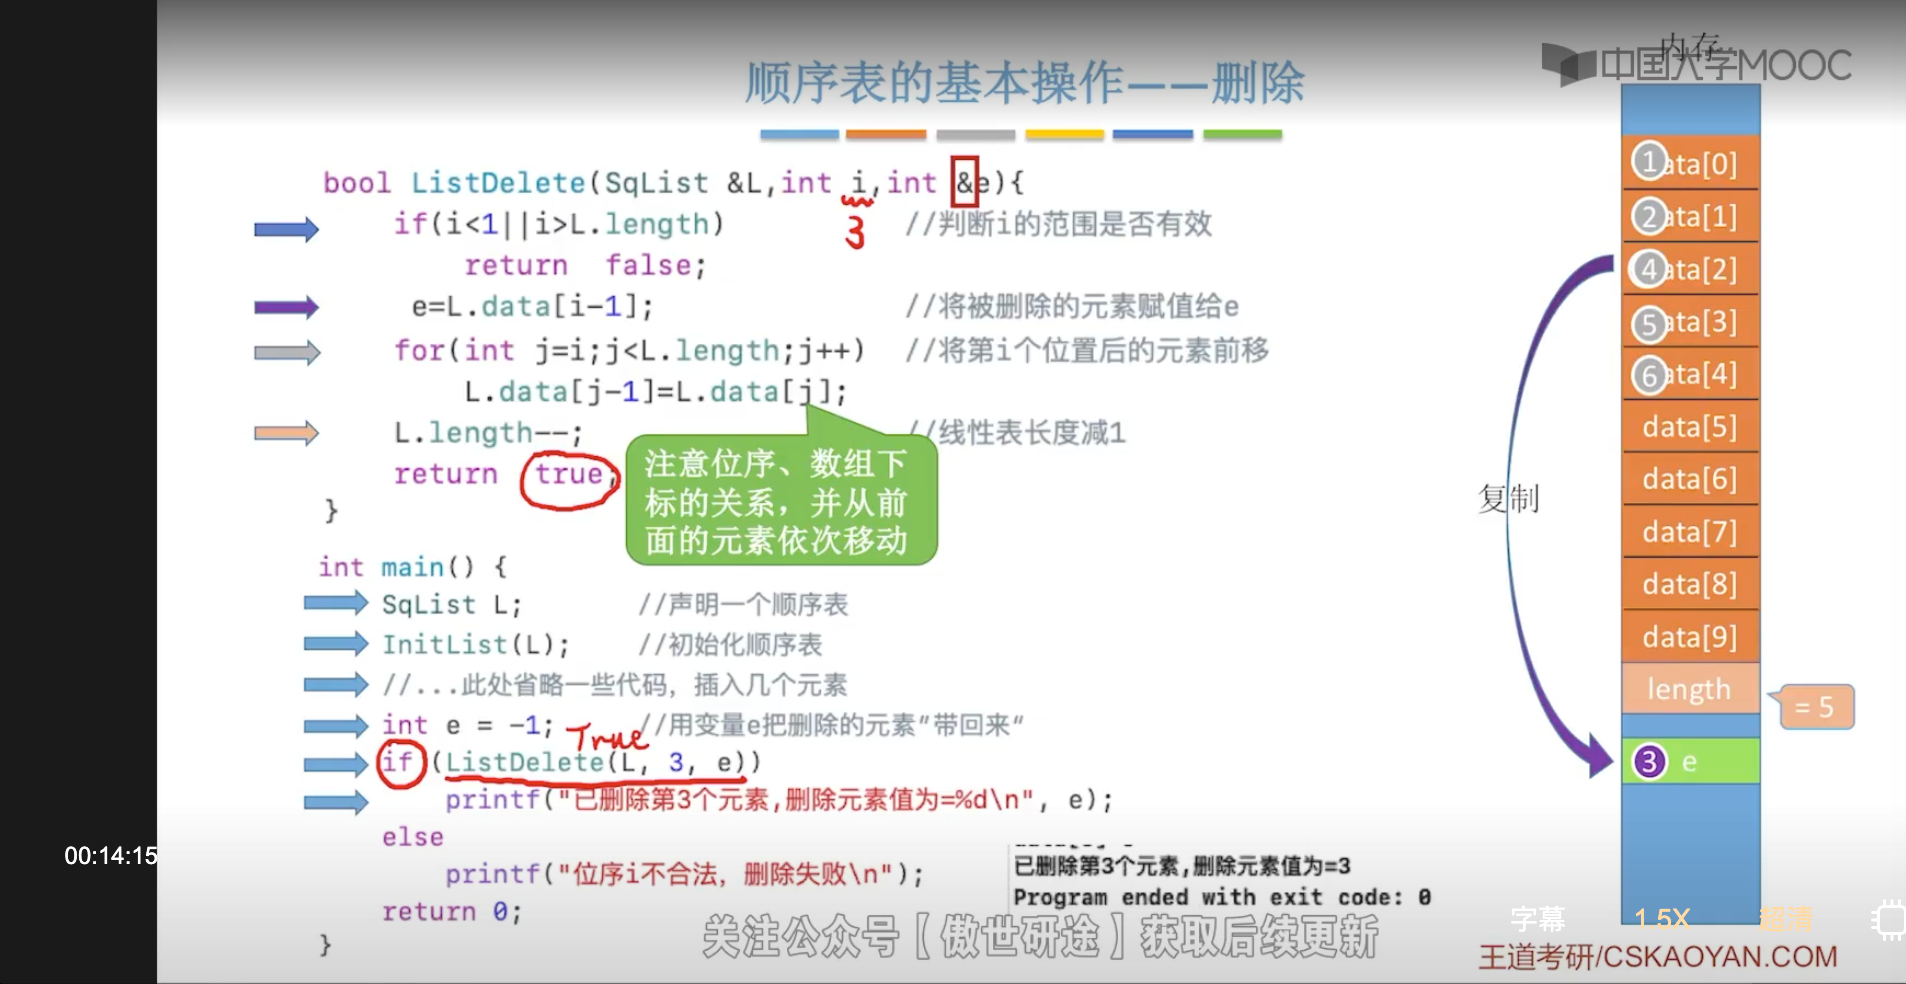 内存
中国大学MOOC
顺序表的基本操作——删除
bool ListDelete(SqList &L,int i,int &e){
3
if(i<1||i>L.length) //判断i的范围是否有效
return false;
e=L.data[i-1]; //将被删除的元素赋值给e
for(int j=i;j<L.length;j++) //将第i个位置后的元素前移
L.data[j-1]=L.data[j];
L.length--; //线性表长度减1
return true;
}
注意位序、数组下
标的关系，并从前
面的元素依次移动
int main() {
SqList L; //声明一个顺序表
InitList(L); //初始化顺序表
//...此处省略一些代码，插入几个元素
int e = -1; //用变量e把删除的元素"带回来“
True
if (ListDelete(L, 3, e))
printf("已删除第3个元素,删除元素值为=%d\n", e);
else
printf("位序i不合法，删除失败\n");
return 0;
}
已删除第3个元素,删除元素值为=3
Program ended with exit code: 0
1 ata[0]
2 ata[1]
4 ata[2]
5 ata[3]
6 ata[4]
data[5]
data[6]
data[7]
data[8]
data[9]
length
= 5
复制
3 e
00:14:15
字幕 1.5X 超清
关注公众号【傲世研途】获取后续更新
王道考研/CSKAOYAN.COM